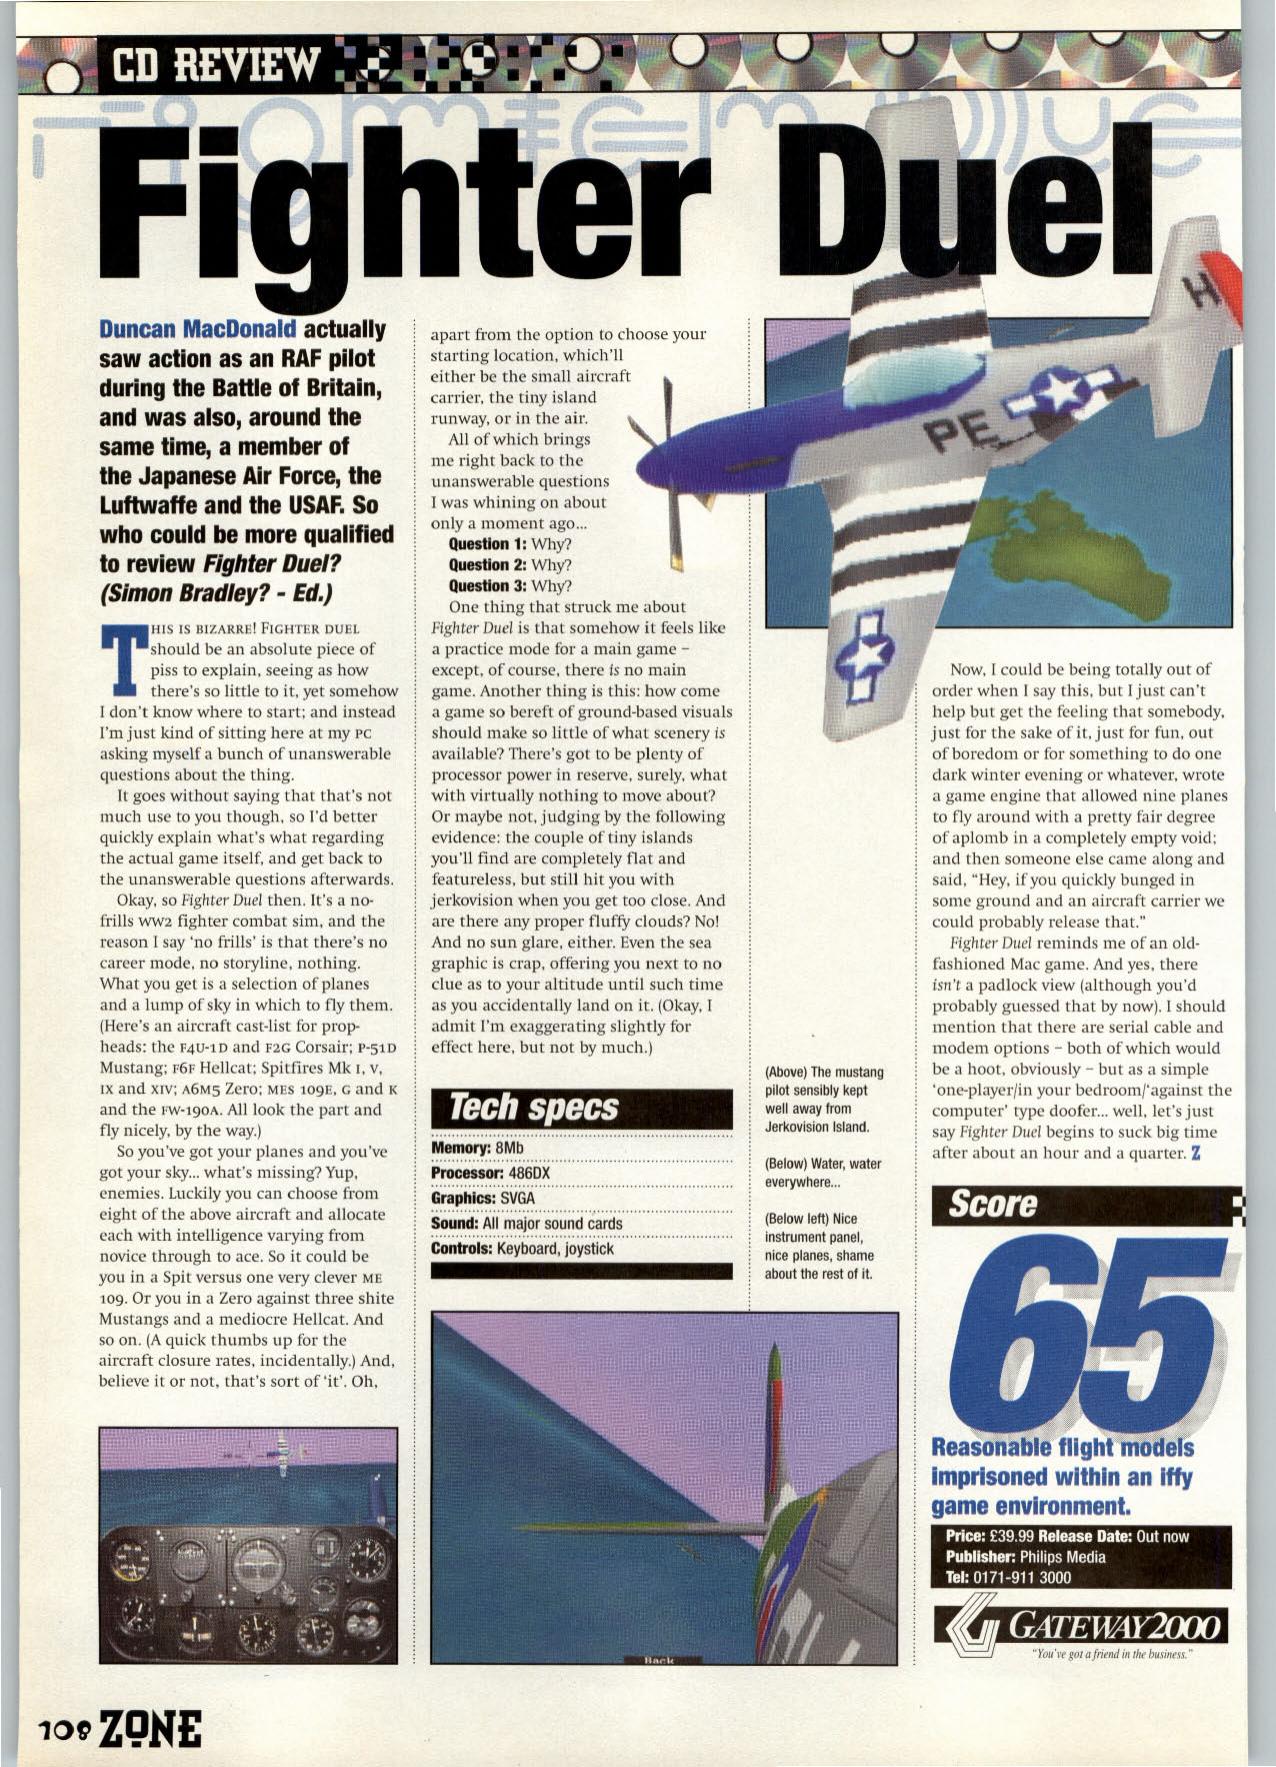 CD REVIEW
Fighter Duel
Duncan MacDonald actually
saw action as an RAF pilot
during the Battle of Britain,
and was also, around the
same time, a member of
the Japanese Air Force, the
Luftwaffe and the USAF. So
who could be more qualified
to review Fighter Duel?
(Simon Bradley? - Ed.)
THIS IS BIZARRE! FIGHTER DUEL
should be an absolute piece of
piss to explain, seeing as how
there's so little to it, yet somehow
I don't know where to start; and instead
I'm just kind of sitting here at my PC
asking myself a bunch of unanswerable
questions about the thing.
It goes without saying that that's not
much use to you though, so I'd better
quickly explain what's what regarding
the actual game itself, and get back to
the unanswerable questions afterwards.
Okay, so Fighter Duel then. It's a no-
frills WW2 fighter combat sim, and the
reason I say 'no frills' is that there's no
career mode, no storyline, nothing.
What you get is a selection of planes
and a lump of sky in which to fly them.
(Here's an aircraft cast-list for prop-
heads: the F4U-1D and F2G Corsair; P-51D
Mustang; F6F Hellcat; Spitfires Mk I, V,
IX and XIV; A6M5 Zero; MES 109E, G and K
and the FW-190A. All look the part and
fly nicely, by the way.)
So you've got your planes and you've
got your sky... what's missing? Yup,
enemies. Luckily you can choose from
eight of the above aircraft and allocate
each with intelligence varying from
novice through to ace. So it could be
you in a Spit versus one very clever ME
109. Or you in a Zero against three shite
Mustangs and a mediocre Hellcat. And
so on. (A quick thumbs up for the
aircraft closure rates, incidentally.) And,
believe it or not, that's sort of 'it'. Oh,
apart from the option to choose your
starting location, which'll
either be the small aircraft
carrier, the tiny island
runway, or in the air.
All of which brings
me right back to the
unanswerable questions
I was whining on about
only a moment ago...
Question 1: Why?
Question 2: Why?
Question 3: Why?
One thing that struck me about
Fighter Duel is that somehow it feels like
a practice mode for a main game –
except, of course, there is no main
game. Another thing is this: how come
a game so bereft of ground-based visuals
should make so little of what scenery is
available? There's got to be plenty of
processor power in reserve, surely, what
with virtually nothing to move about?
Or maybe not, judging by the following
evidence: the couple of tiny islands
you'll find are completely flat and
featureless, but still hit you with
jerkovision when you get too close. And
are there any proper fluffy clouds? No!
And no sun glare, either. Even the sea
graphic is crap, offering you next to no
clue as to your altitude until such time
as you accidentally land on it. (Okay, I
admit I'm exaggerating slightly for
effect here, but not by much.)
Tech specs
Memory: 8Mb
Processor: 486DX
Graphics: SVGA
Sound: All major sound cards
Controls: Keyboard, joystick
PE
H
(Above) The mustang
pilot sensibly kept
well away from
Jerkovision Island.
(Below) Water, water
everywhere...
(Below left) Nice
instrument panel,
nice planes, shame
about the rest of it.
Back
Now, I could be being totally out of
order when I say this, but I just can't
help but get the feeling that somebody,
just for the sake of it, just for fun, out
of boredom or for something to do one
dark winter evening or whatever, wrote
a game engine that allowed nine planes
to fly around with a pretty fair degree
of aplomb in a completely empty void;
and then someone else came along and
said, "Hey, if you quickly bunged in
some ground and an aircraft carrier we
could probably release that."
Fighter Duel reminds me of an old-
fashioned Mac game. And yes, there
isn't a padlock view (although you'd
probably guessed that by now). I should
mention that there are serial cable and
modem options – both of which would
be a hoot, obviously – but as a simple
'one-player/in your bedroom/'against the
computer' type doofer... well, let's just
say Fighter Duel begins to suck big time
after about an hour and a quarter. Z
Score
65
Reasonable flight models
imprisoned within an iffy
game environment.
Price: £39.99 Release Date: Out now
Publisher: Philips Media
Tel: 0171-911 3000
GATEWAY2000
"You've got a friend in the business."
108 ZONE